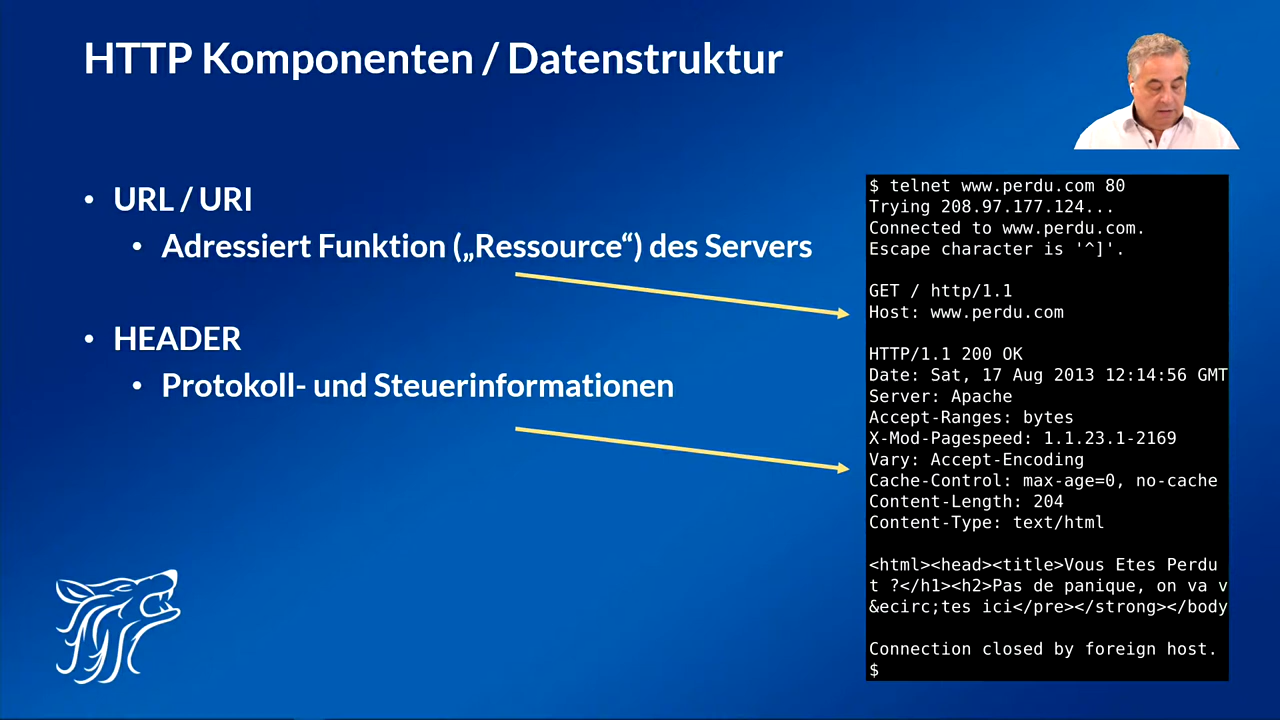 HTTP Komponenten / Datenstruktur
• URL / URI
• Adressiert Funktion („Ressource“) des Servers
• HEADER
• Protokoll- und Steuerinformationen
$ telnet www.perdu.com 80
Trying 208.97.177.124...
Connected to www.perdu.com.
Escape character is '^]'.
GET / http/1.1
Host: www.perdu.com
HTTP/1.1 200 OK
Date: Sat, 17 Aug 2013 12:14:56 GMT
Server: Apache
Accept-Ranges: bytes
X-Mod-Pagespeed: 1.1.23.1-2169
Vary: Accept-Encoding
Cache-Control: max-age=0, no-cache
Content-Length: 204
Content-Type: text/html
<html><head><title>Vous Etes Perdu
t ?</h1><h2>Pas de panique, on va v
&ecirc;tes ici</pre></strong></body
Connection closed by foreign host.
$